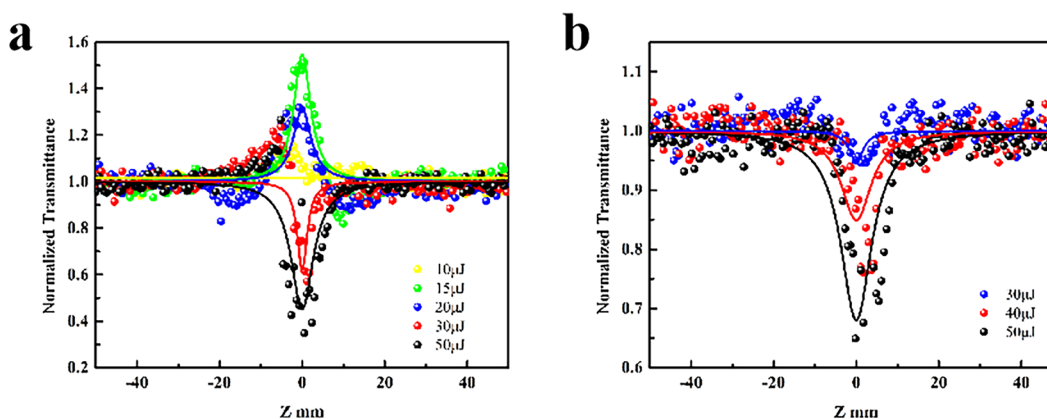 a
Normalized Transmittance
1.6
1.4
1.2
1.0
0.8
0.6
0.4
0.2
-40
-20
0
20
40
Z mm
10μJ
15μJ
20μJ
30μJ
50μJ
b
Normalized Transmittance
1.1
1.0
0.9
0.8
0.7
0.6
-40
-20
0
20
40
Z mm
30μJ
40μJ
50μJ